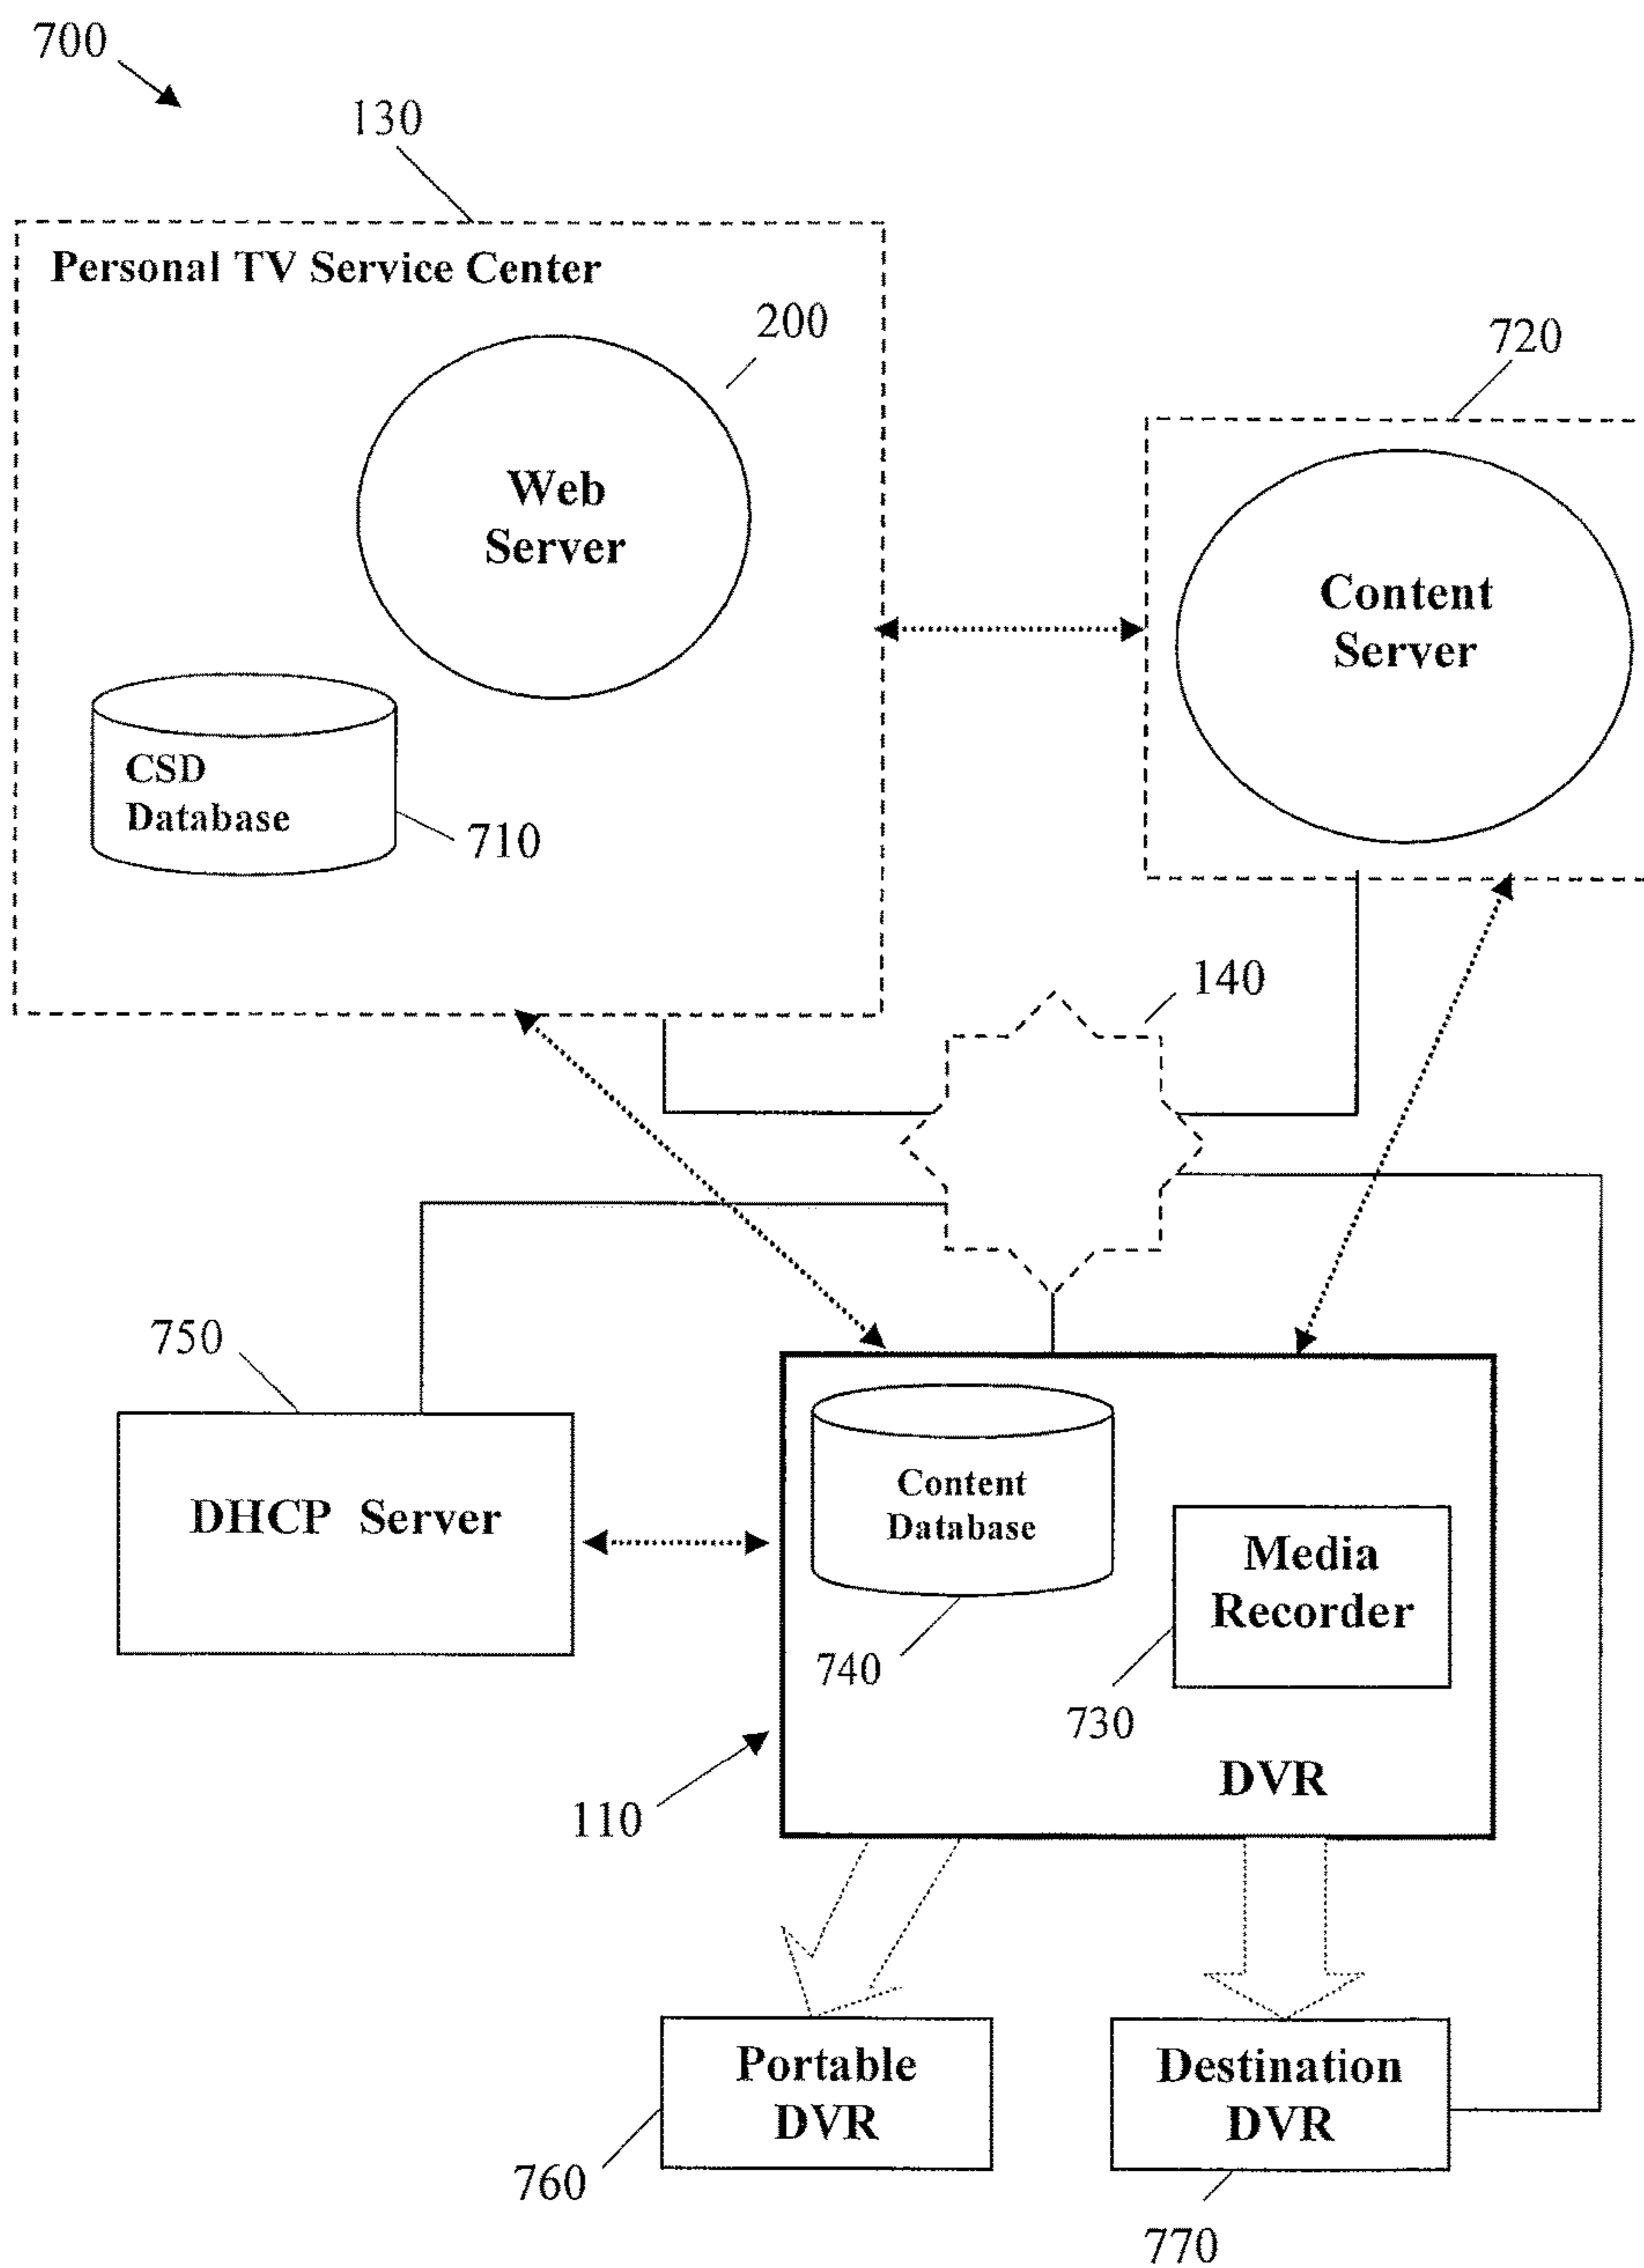 700
130
Personal TV Service Center
200
Web
Server
720
Content
Server
CSD
Database
710
140
750
DHCP Server
Content
Database
Media
Recorder
740
730
DVR
110
Portable
DVR
Destination
DVR
760
770